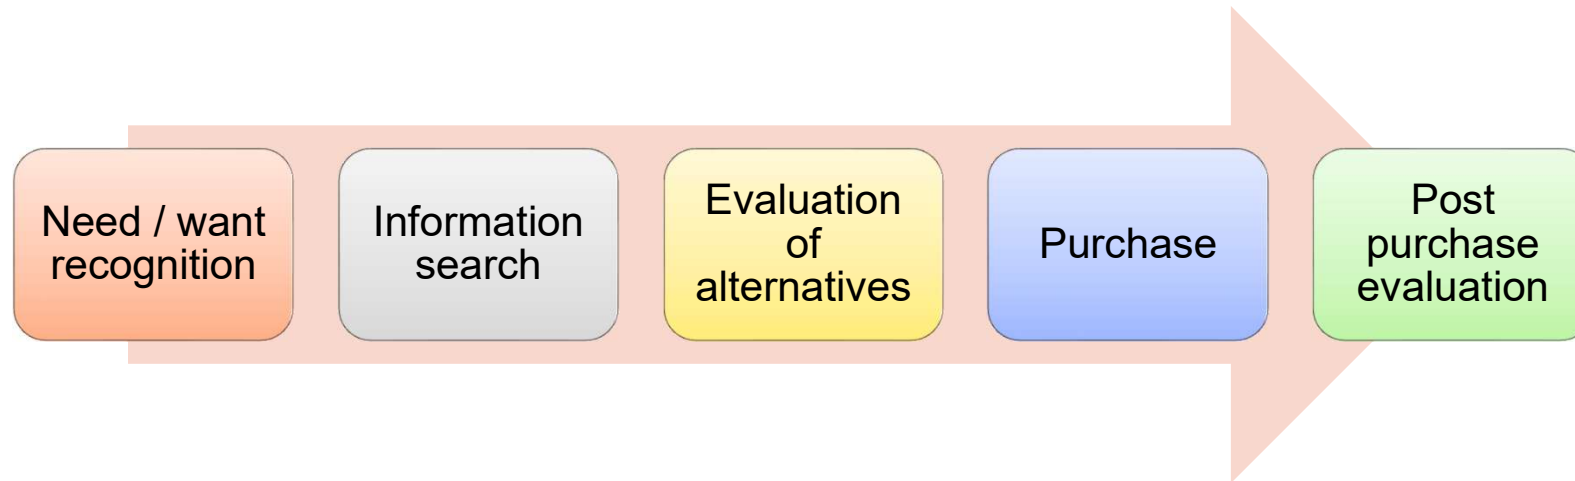 Need / want
recognition
Information
search
Evaluation
of
alternatives
Purchase
Post
purchase
evaluation